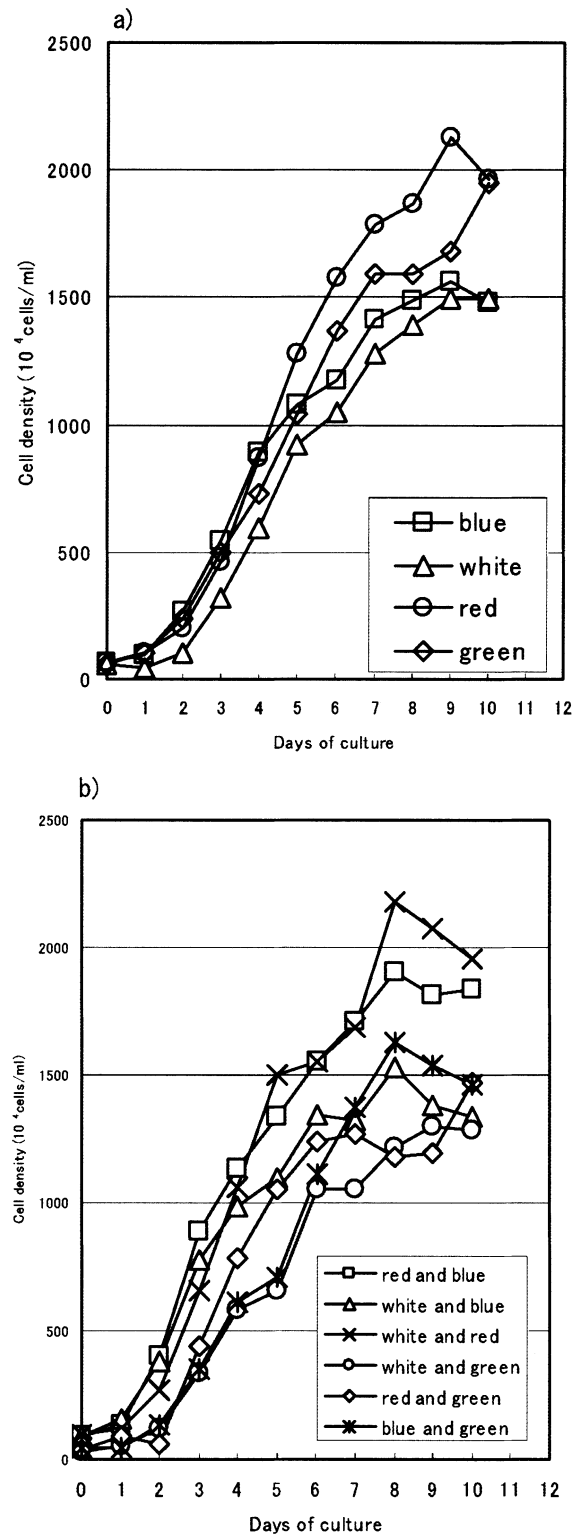 a)
2500
2000
1500
1000
500
0
Cell density (10 ⁴cells/ml)
blue
white
red
green
0 1 2 3 4 5 6 7 8 9 10 11 12
Days of culture
b)
2500
2000
1500
1000
500
0
Cell density (10 ⁴cells/ml)
red and blue
white and blue
white and red
white and green
red and green
blue and green
0 1 2 3 4 5 6 7 8 9 10 11 12
Days of culture